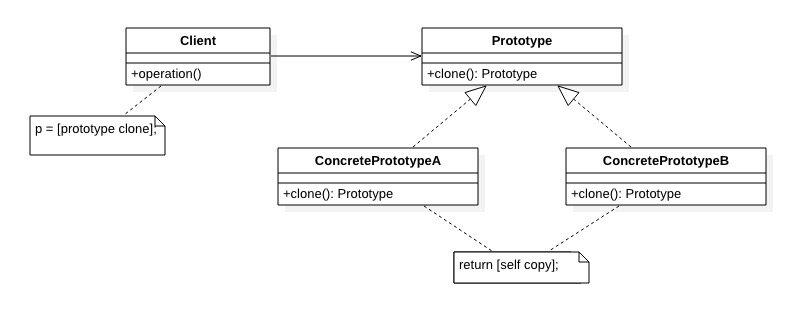 Client
+operation()
Prototype
+clone(): Prototype
p = [prototype clone];
ConcretePrototypeA
+clone(): Prototype
ConcretePrototypeB
+clone(): Prototype
return [self copy];